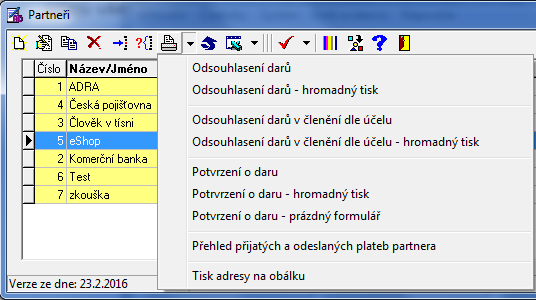 Partneři
Odsouhlasení darů
Odsouhlasení darů - hromadný tisk
Odsouhlasení darů v členění dle účelu
Odsouhlasení darů v členění dle účelu - hromadný tisk
Potvrzení o daru
Potrvrzení o daru - hromadný tisk
Potvrzení o daru - prázdný formulář
Přehled přijatých a odeslaných plateb partnera
Tisk adresy na obálku
Číslo Název/Jméno
1 ADRA
4 Česká pojišťovna
3 Člověk v tísni
5 eShop
2 Komerční banka
6 Test
7 zkouška
Verze ze dne: 23.2.2016